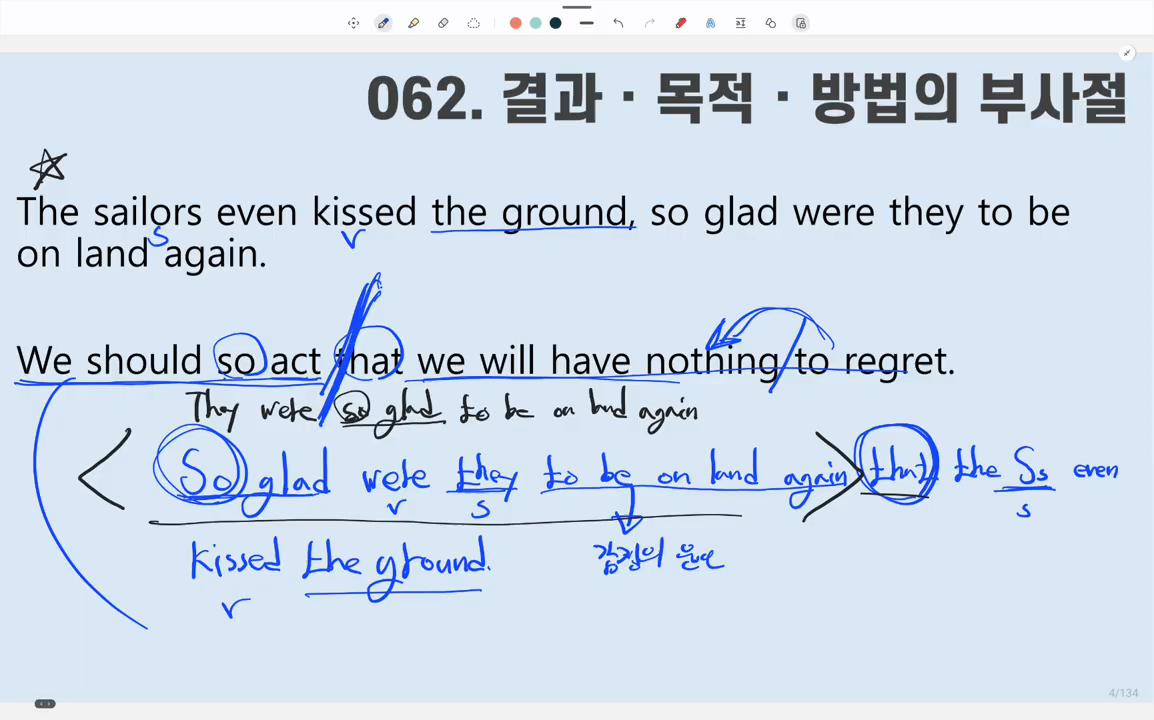 062. 결과 · 목적 · 방법의 부사절
The sailors even kissed the ground, so glad were they to be
s v
on land again.
We should so act that we will have nothing to regret.
They were so glad to be on land again
< So glad were they to be on land again > that the Ss even
v s s
kissed the ground. 감정의 원인
v
4/134